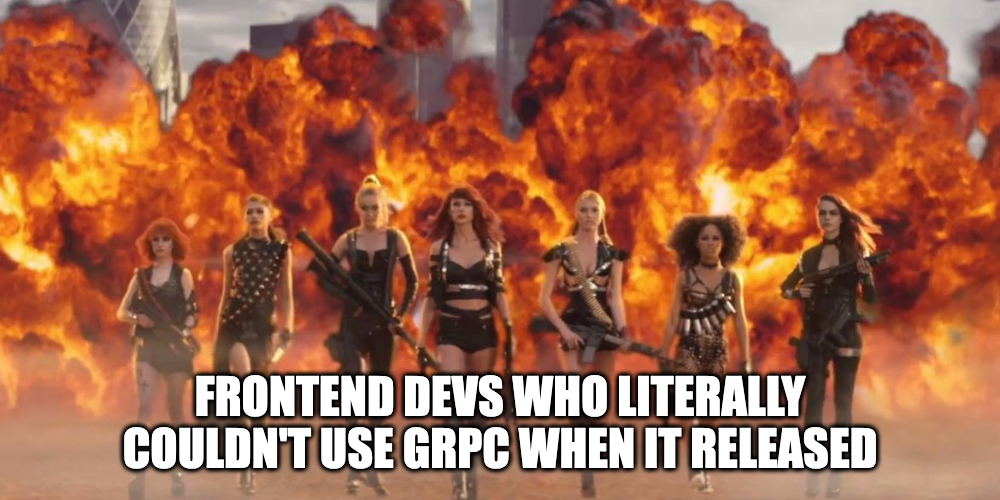 FRONTEND DEVS WHO LITERALLY
COULDN'T USE GRPC WHEN IT RELEASED